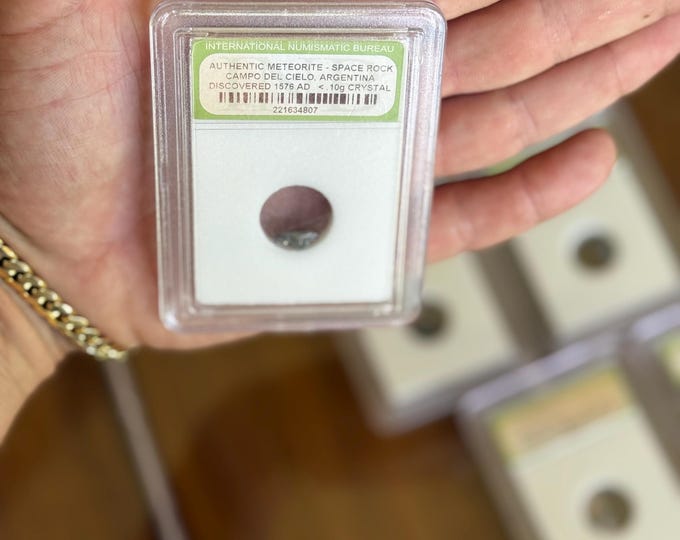 INTERNATIONAL NUMISMATIC BUREAU
AUTHENTIC METEORITE - SPACE ROCK
CAMPO DEL CIELO, ARGENTINA
DISCOVERED 1576 AD < .10g CRYSTAL
221634807